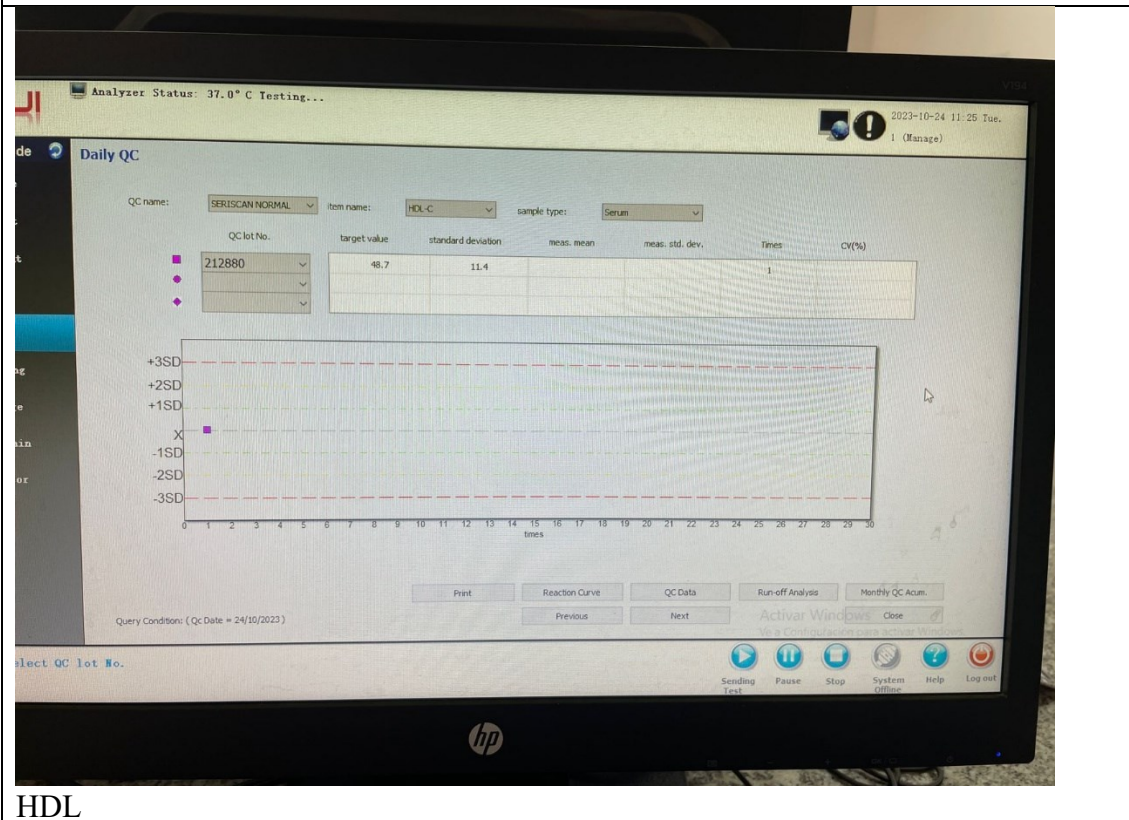 Analyzer Status: 37.0° C Testing...
2023-10-24 11:25 Tue.
1 (Manage)
de
Daily QC
QC name: SERISCAN NORMAL item name: HDL-C sample type: Serum
QC lot No. target value standard deviation meas. mean meas. std. dev. Times CV(%)
212880 48.7 11.4 1
+3SD
+2SD
+1SD
X
-1SD
-2SD
-3SD
0 1 2 3 4 5 6 7 8 9 10 11 12 13 14 15 16 17 18 19 20 21 22 23 24 25 26 27 28 29 30
times
Print Reaction Curve QC Data Run-off Analysis Monthly QC Acum.
Previous Next Close
Activar Windows
Ve a Configuración para activar Windows.
Query Condition: ( Qc Date = 24/10/2023 )
elect QC lot No.
Sending Test Pause Stop System Offline Help Log out
hp
HDL